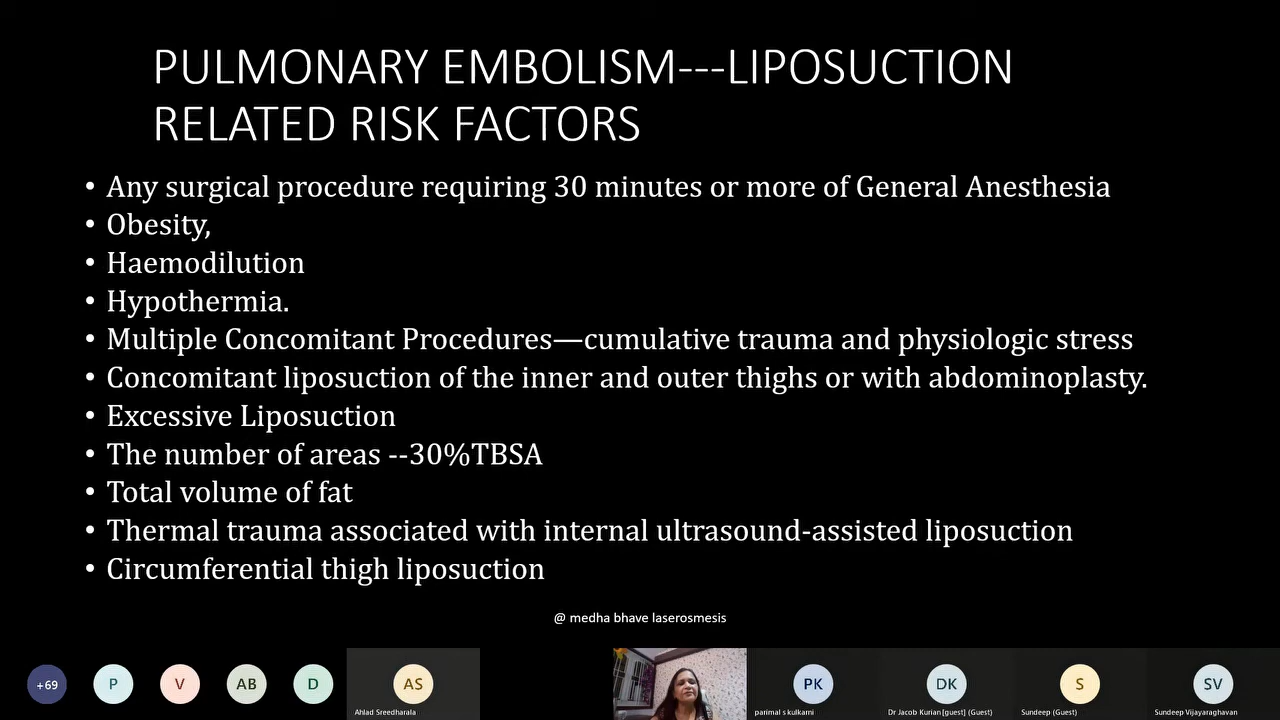 PULMONARY EMBOLISM---LIPOSUCTION
RELATED RISK FACTORS
• Any surgical procedure requiring 30 minutes or more of General Anesthesia
• Obesity,
• Haemodilution
• Hypothermia.
• Multiple Concomitant Procedures—cumulative trauma and physiologic stress
• Concomitant liposuction of the inner and outer thighs or with abdominoplasty.
• Excessive Liposuction
• The number of areas --30%TBSA
• Total volume of fat
• Thermal trauma associated with internal ultrasound-assisted liposuction
• Circumferential thigh liposuction
@ medha bhave laserosmesis
+69 P V AB D AS PK DK S SV
Ahlad Sreedharala parimal s kulkarni Dr Jacob Kurian[guest] (Guest) Sundeep (Guest) Sundeep Vijayaraghavan